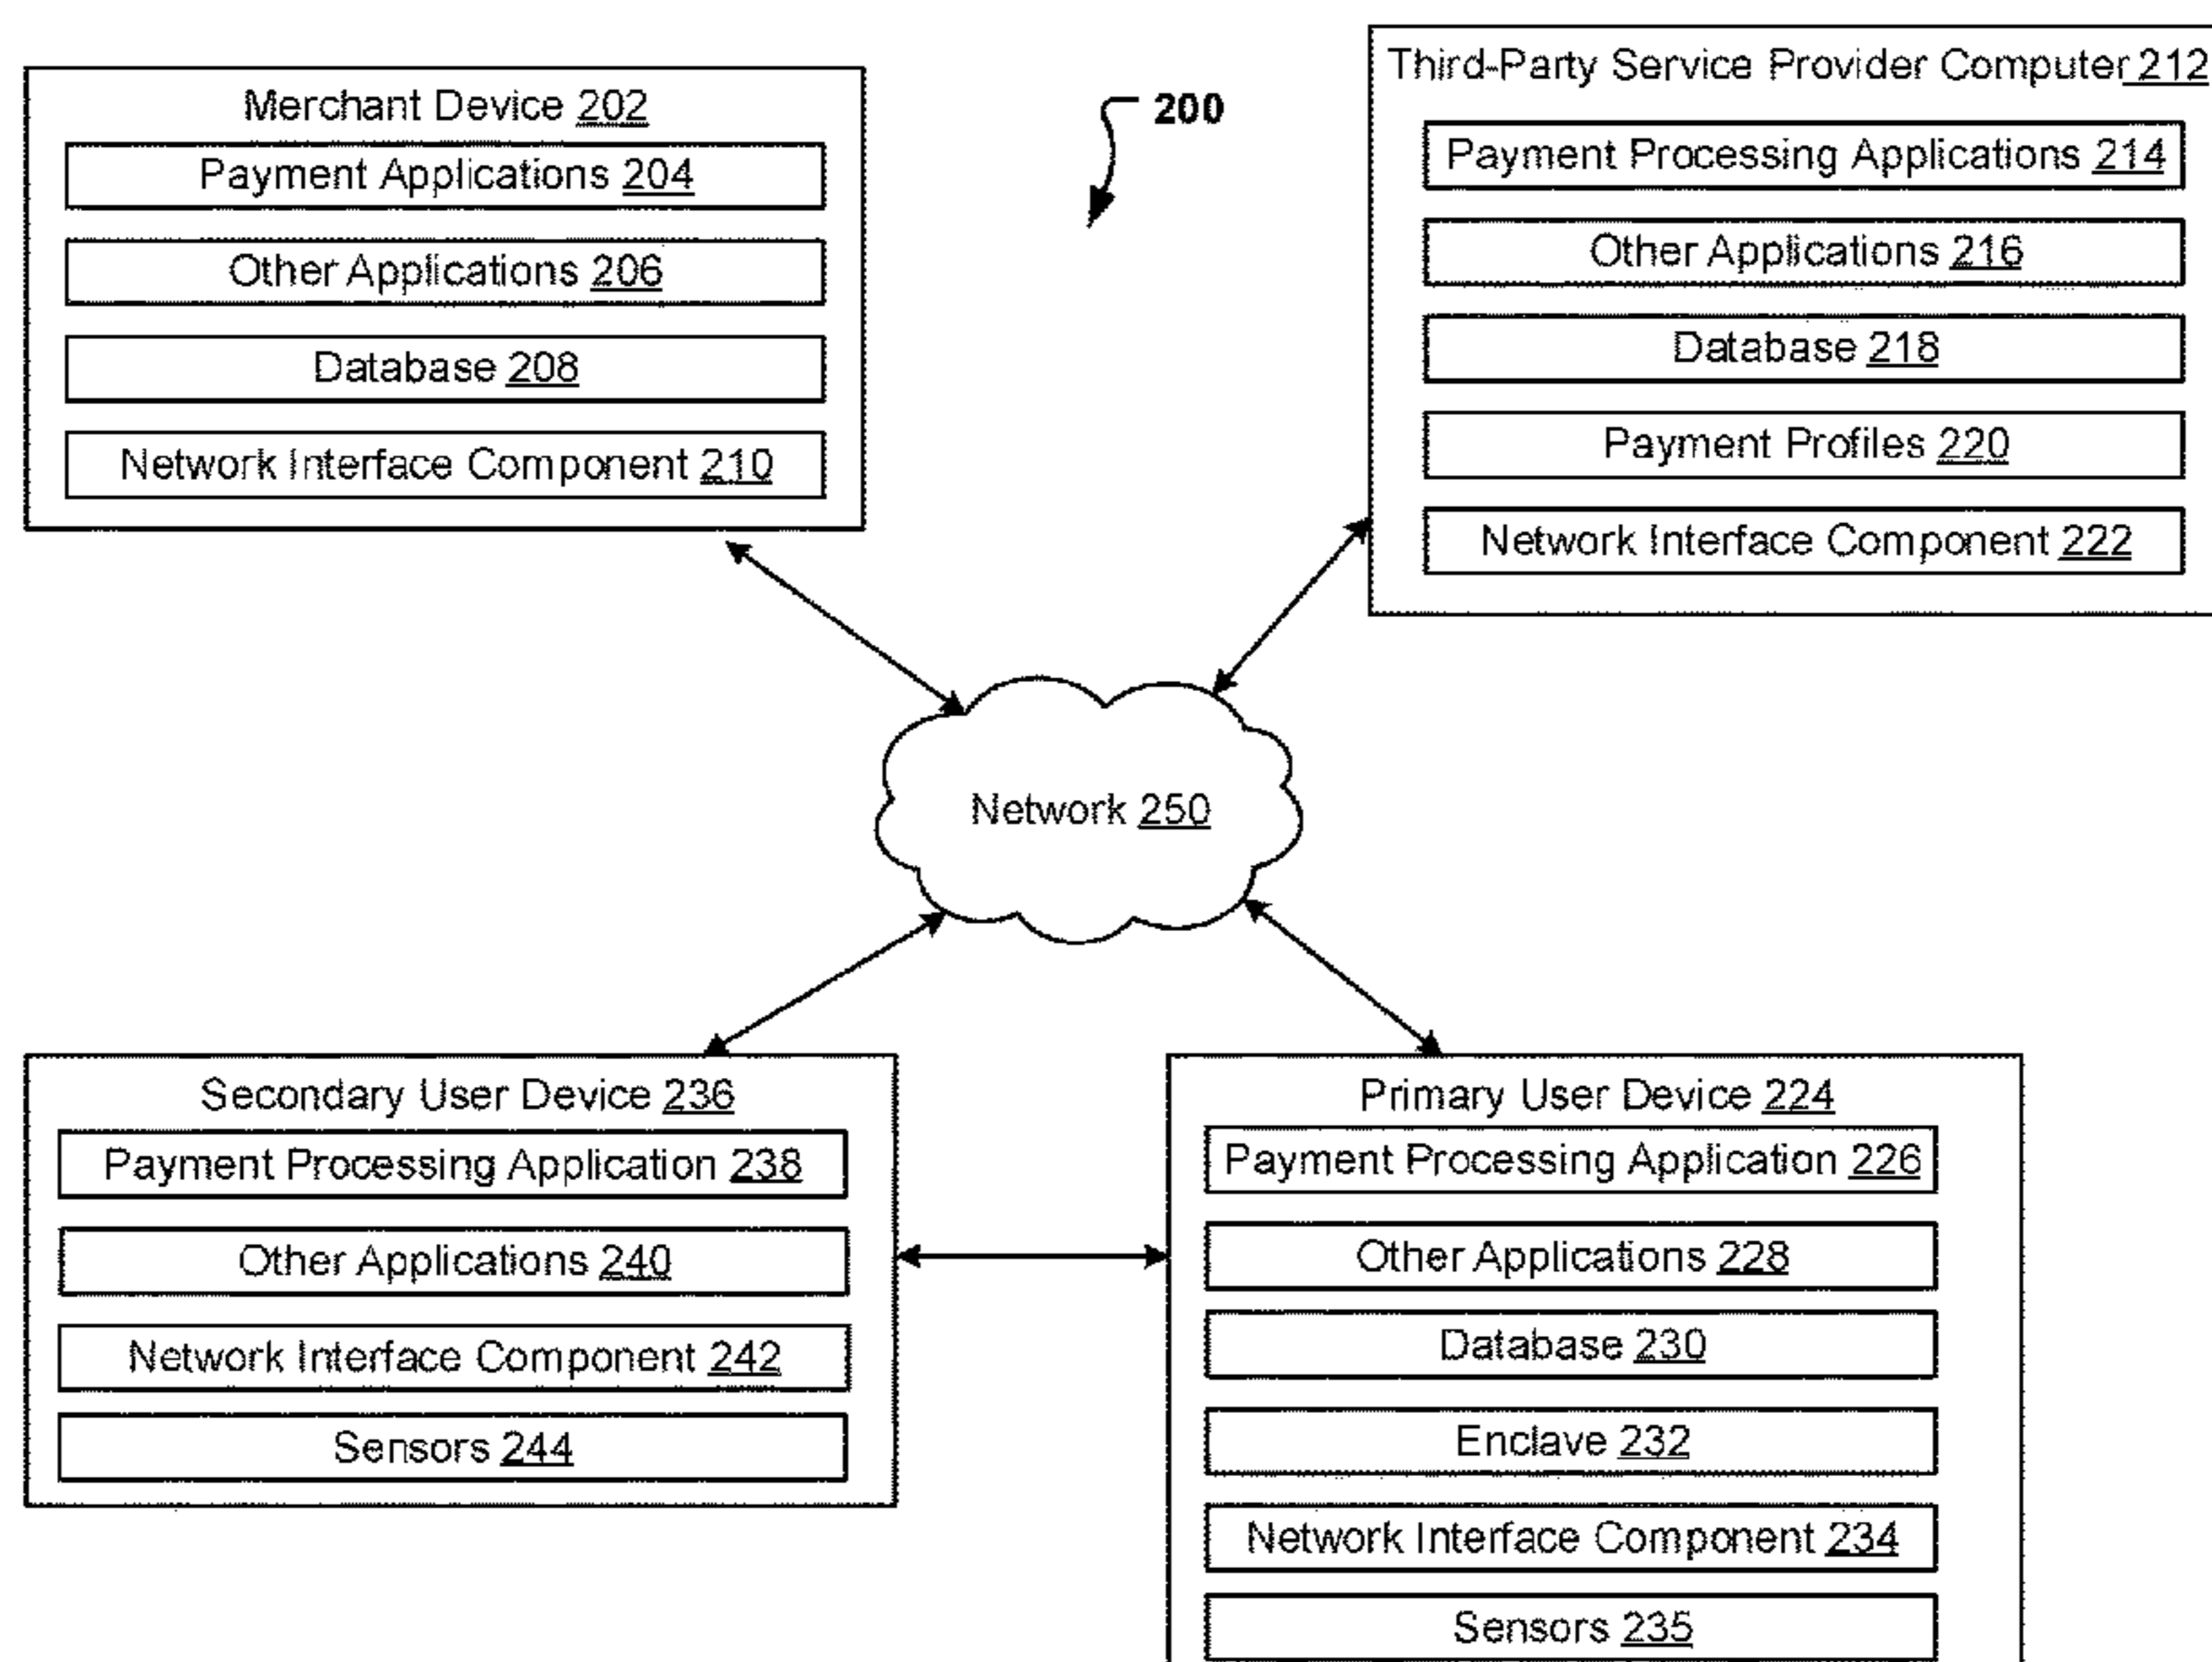 Merchant Device 202
Payment Applications 204
Other Applications 206
Database 208
Network Interface Component 210
200
Third-Party Service Provider Computer 212
Payment Processing Applications 214
Other Applications 216
Database 218
Payment Profiles 220
Network Interface Component 222
Network 250
Secondary User Device 236
Payment Processing Application 238
Other Applications 240
Network Interface Component 242
Sensors 244
Primary User Device 224
Payment Processing Application 226
Other Applications 228
Database 230
Enclave 232
Network Interface Component 234
Sensors 235